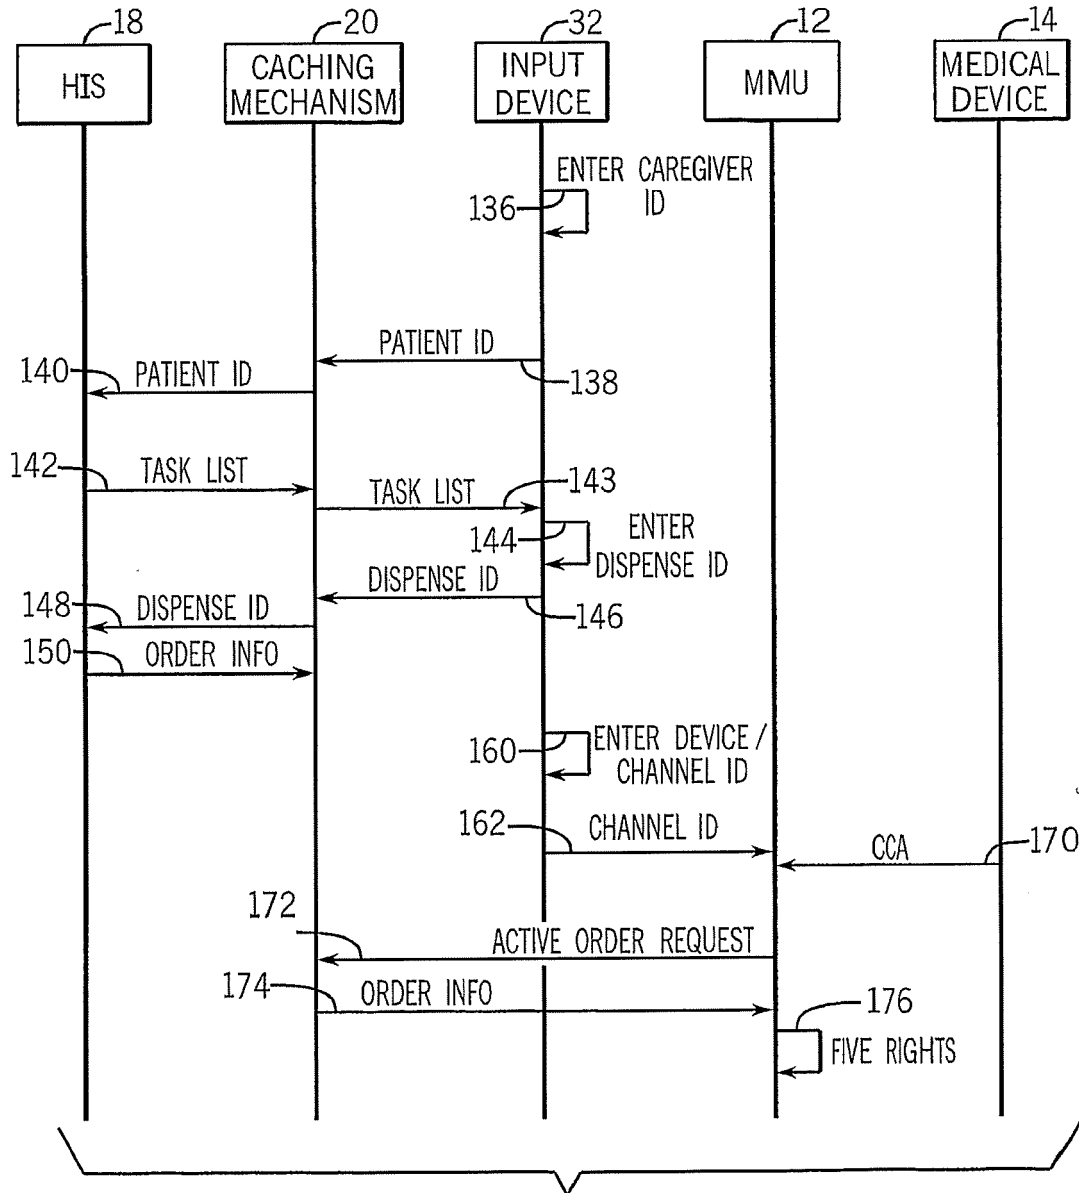 18 20 32 12 14
HIS
CACHING
MECHANISM
INPUT
DEVICE
MMU
MEDICAL
DEVICE
ENTER CAREGIVER
ID
136
PATIENT ID
138
140
PATIENT ID
142
TASK LIST
TASK LIST
143
144
ENTER
DISPENSE ID
DISPENSE ID
146
148
DISPENSE ID
150
ORDER INFO
160
ENTER DEVICE/
CHANNEL ID
162
CHANNEL ID
CCA
170
172
ACTIVE ORDER REQUEST
174
ORDER INFO
176
FIVE RIGHTS